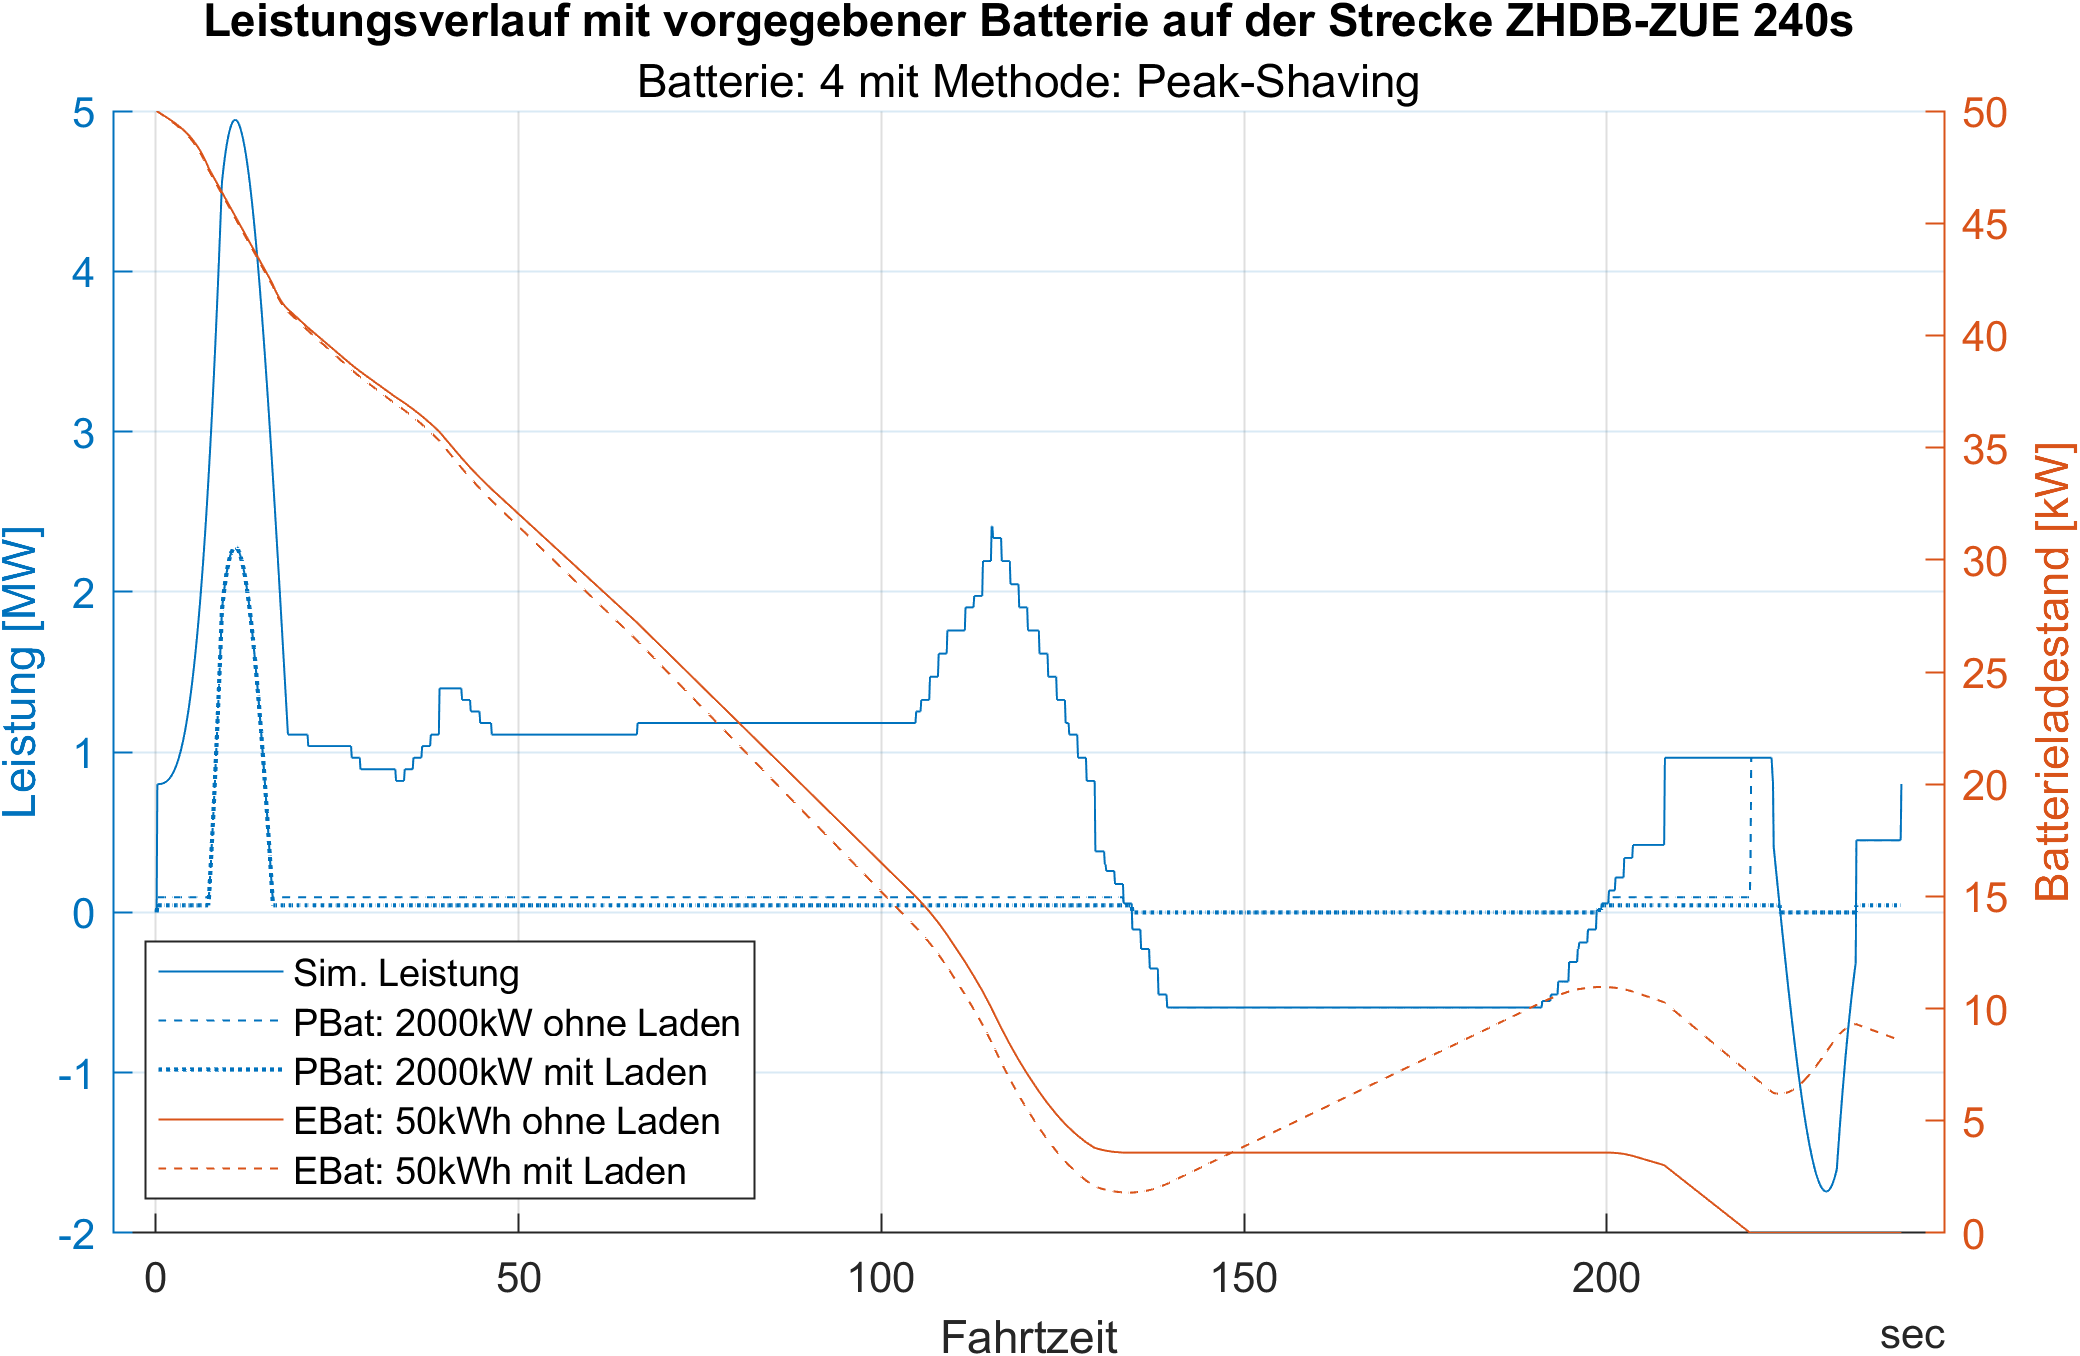 Leistungsverlauf mit vorgegebener Batterie auf der Strecke ZHDB-ZUE 240s
Batterie: 4 mit Methode: Peak-Shaving
5
4
3
2
1
0
-1
-2
Leistung [MW]
50
45
40
35
30
25
20
15
10
5
0
Batterieladestand [kW]
Sim. Leistung
PBat: 2000kW ohne Laden
PBat: 2000kW mit Laden
EBat: 50kWh ohne Laden
EBat: 50kWh mit Laden
0 50 100 150 200
Fahrtzeit
sec